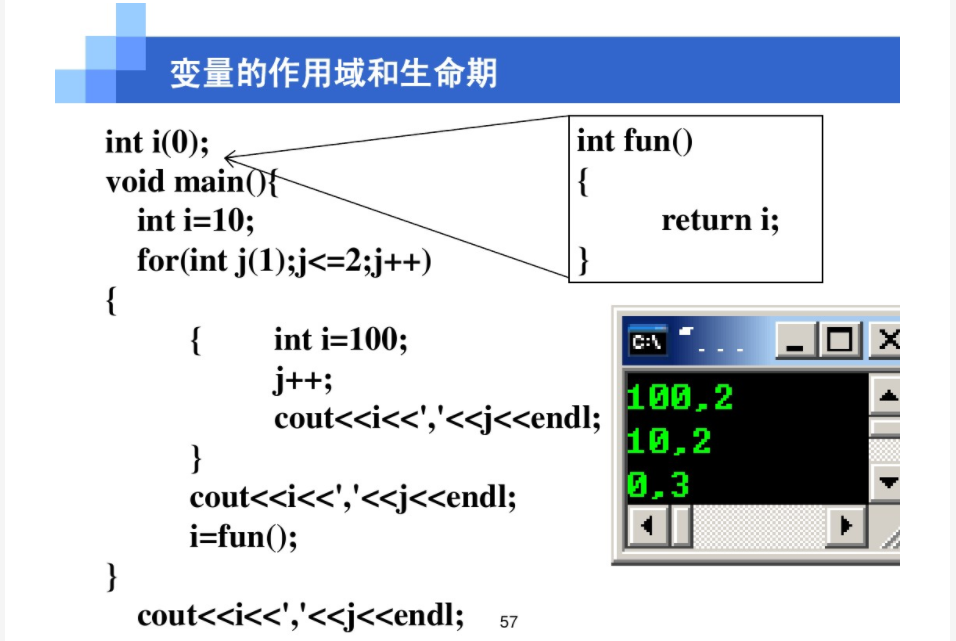 变量的作用域和生命期
int i(0);
void main(){
int i=10;
for(int j(1);j<=2;j++)
{
{ int i=100;
j++;
cout<<i<<','<<j<<endl;
}
cout<<i<<','<<j<<endl;
i=fun();
}
cout<<i<<','<<j<<endl;
int fun()
{
return i;
}
C:\
100,2
10,2
0,3
57